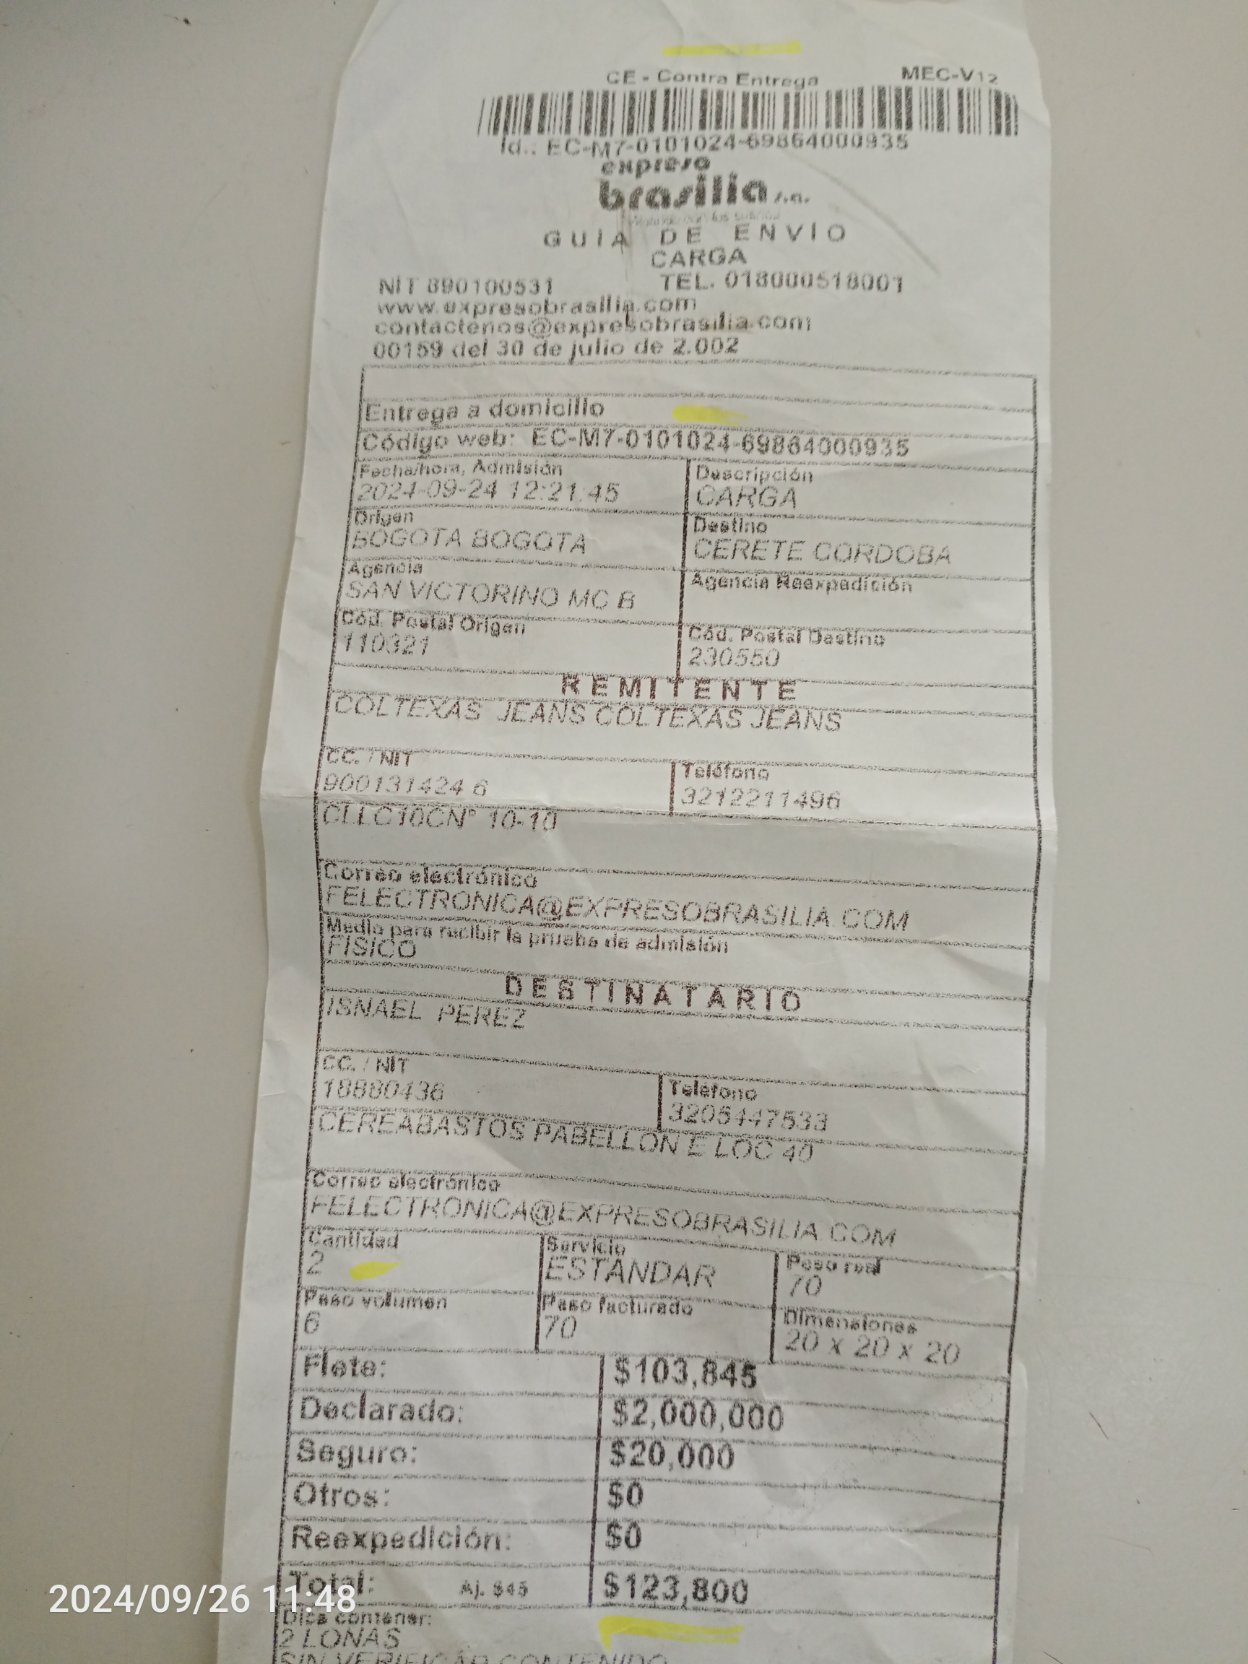 CE - Contra Entrega MEC-V12
Id.: EC-M7-0101024-69864000935
expreso
brasilia s.a.
GUIA DE ENVIO
CARGA
NIT 890100531 TEL. 018000518001
www.expresobrasilia.com
contactenos@expresobrasilia.com
00159 del 30 de julio de 2.002
Entrega a domicilio
Código web: EC-M7-0101024-69864000935
Fecha/hora, Admisión Descripción
2024-09-24 12:21:45 CARGA
Origen Destino
BOGOTA BOGOTA CERETE CORDOBA
Agencia Agencia Reexpedición
SAN VICTORINO MC B
Cód. Postal Origen Cód. Postal Destino
110321 230550
REMITENTE
COLTEXAS JEANS COLTEXAS JEANS
CC. / NIT Teléfono
900131424 6 3212211496
CLLC10CN° 10-10
Correo electrónico
FELECTRONICA@EXPRESOBRASILIA.COM
Medio para recibir la prueba de admisión
FISICO
DESTINATARIO
ISNAEL PEREZ
CC. / NIT Teléfono
18880436 3205447533
CEREABASTOS PABELLON E LOC 40
Correo electrónico
FELECTRONICA@EXPRESOBRASILIA.COM
Cantidad Servicio Peso real
2 ESTANDAR 70
Peso volumen Peso facturado Dimensiones
6 70 20 x 20 x 20
Flete: $103,845
Declarado: $2,000,000
Seguro: $20,000
Otros: $0
Reexpedición: $0
Total: Aj. $45 $123,800
Dice contener:
2 LONAS
SIN VERIFICAR CONTENIDO
2024/09/26 11:48